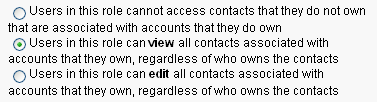 Users in this role cannot access contacts that they do not own
that are associated with accounts that they do own
Users in this role can view all contacts associated with
accounts that they own, regardless of who owns the contacts
Users in this role can edit all contacts associated with
accounts that they own, regardless of who owns the contacts